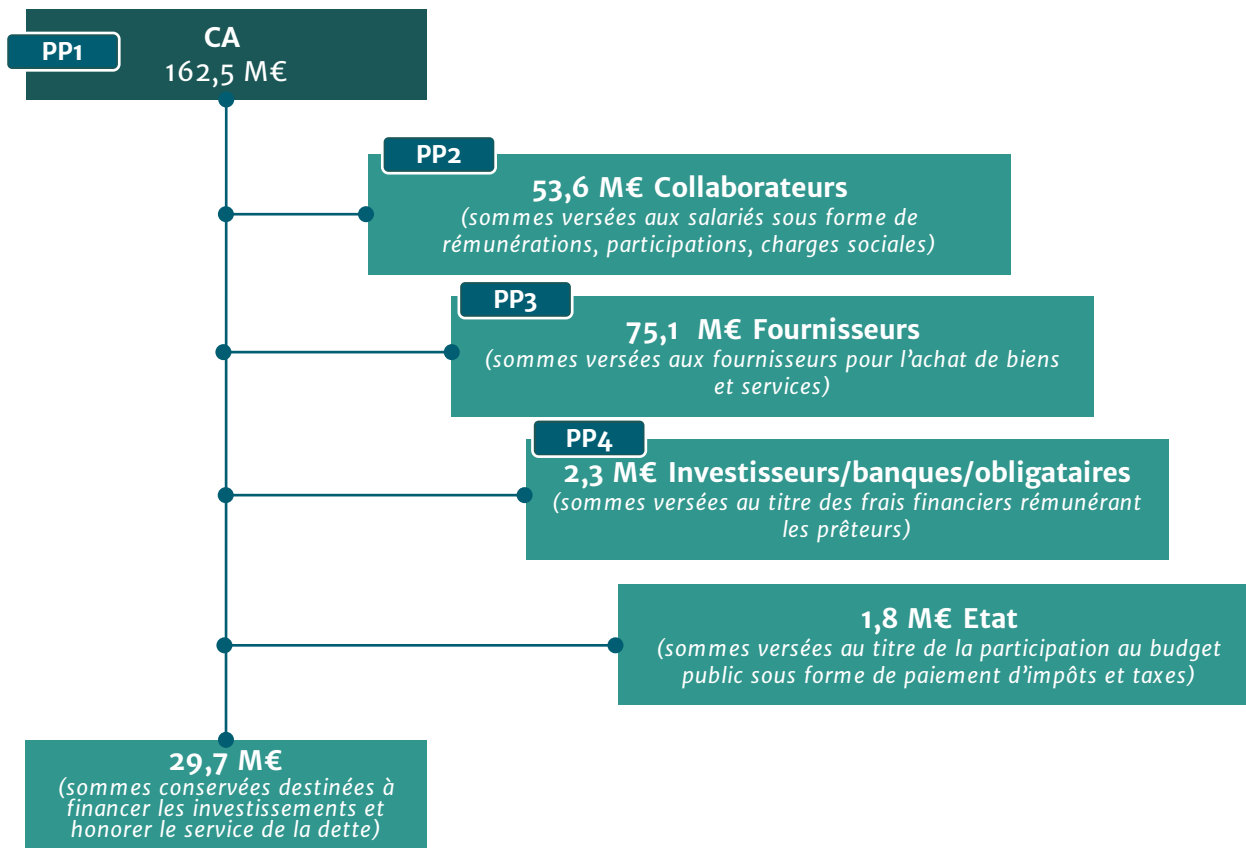 PP1
CA
162,5 M€
PP2
53,6 M€ Collaborateurs
(sommes versées aux salariés sous forme de
rémunérations, participations, charges sociales)
PP3
75,1 M€ Fournisseurs
(sommes versées aux fournisseurs pour l’achat de biens
et services)
PP4
2,3 M€ Investisseurs/banques/obligataires
(sommes versées au titre des frais financiers rémunérant
les prêteurs)
1,8 M€ Etat
(sommes versées au titre de la participation au budget
public sous forme de paiement d’impôts et taxes)
29,7 M€
(sommes conservées destinées à
financer les investissements et
honorer le service de la dette)